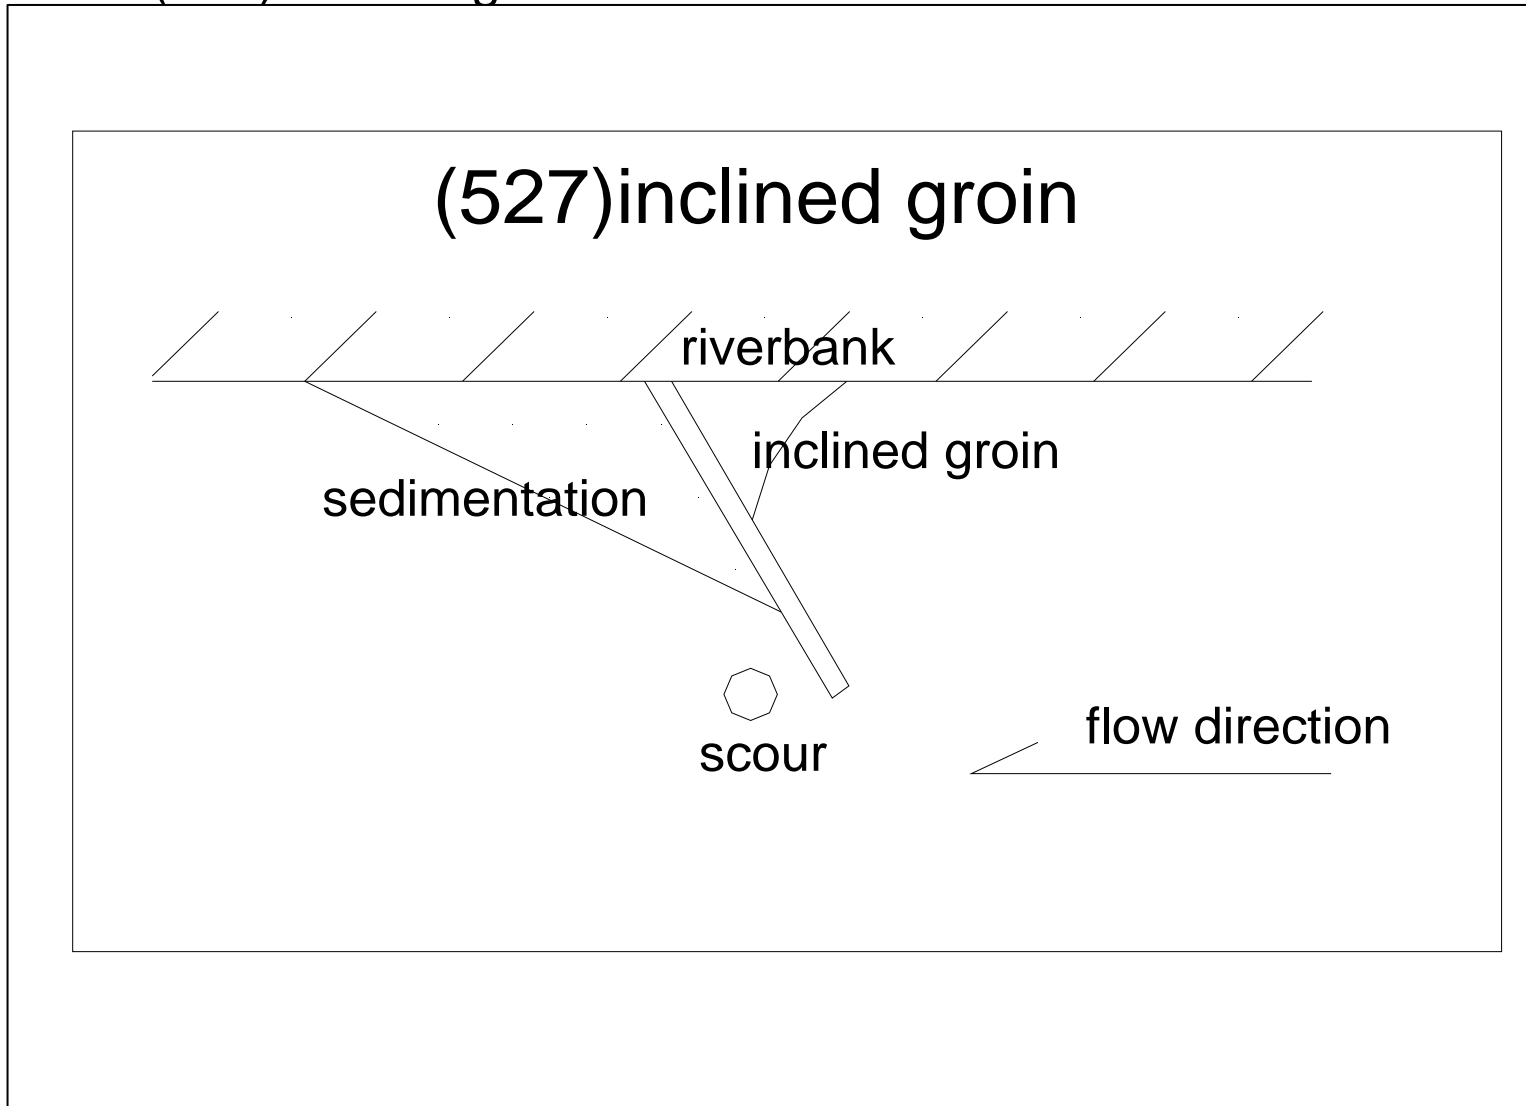 (527)inclined groin
riverbank
inclined groin
sedimentation
flow direction
scour